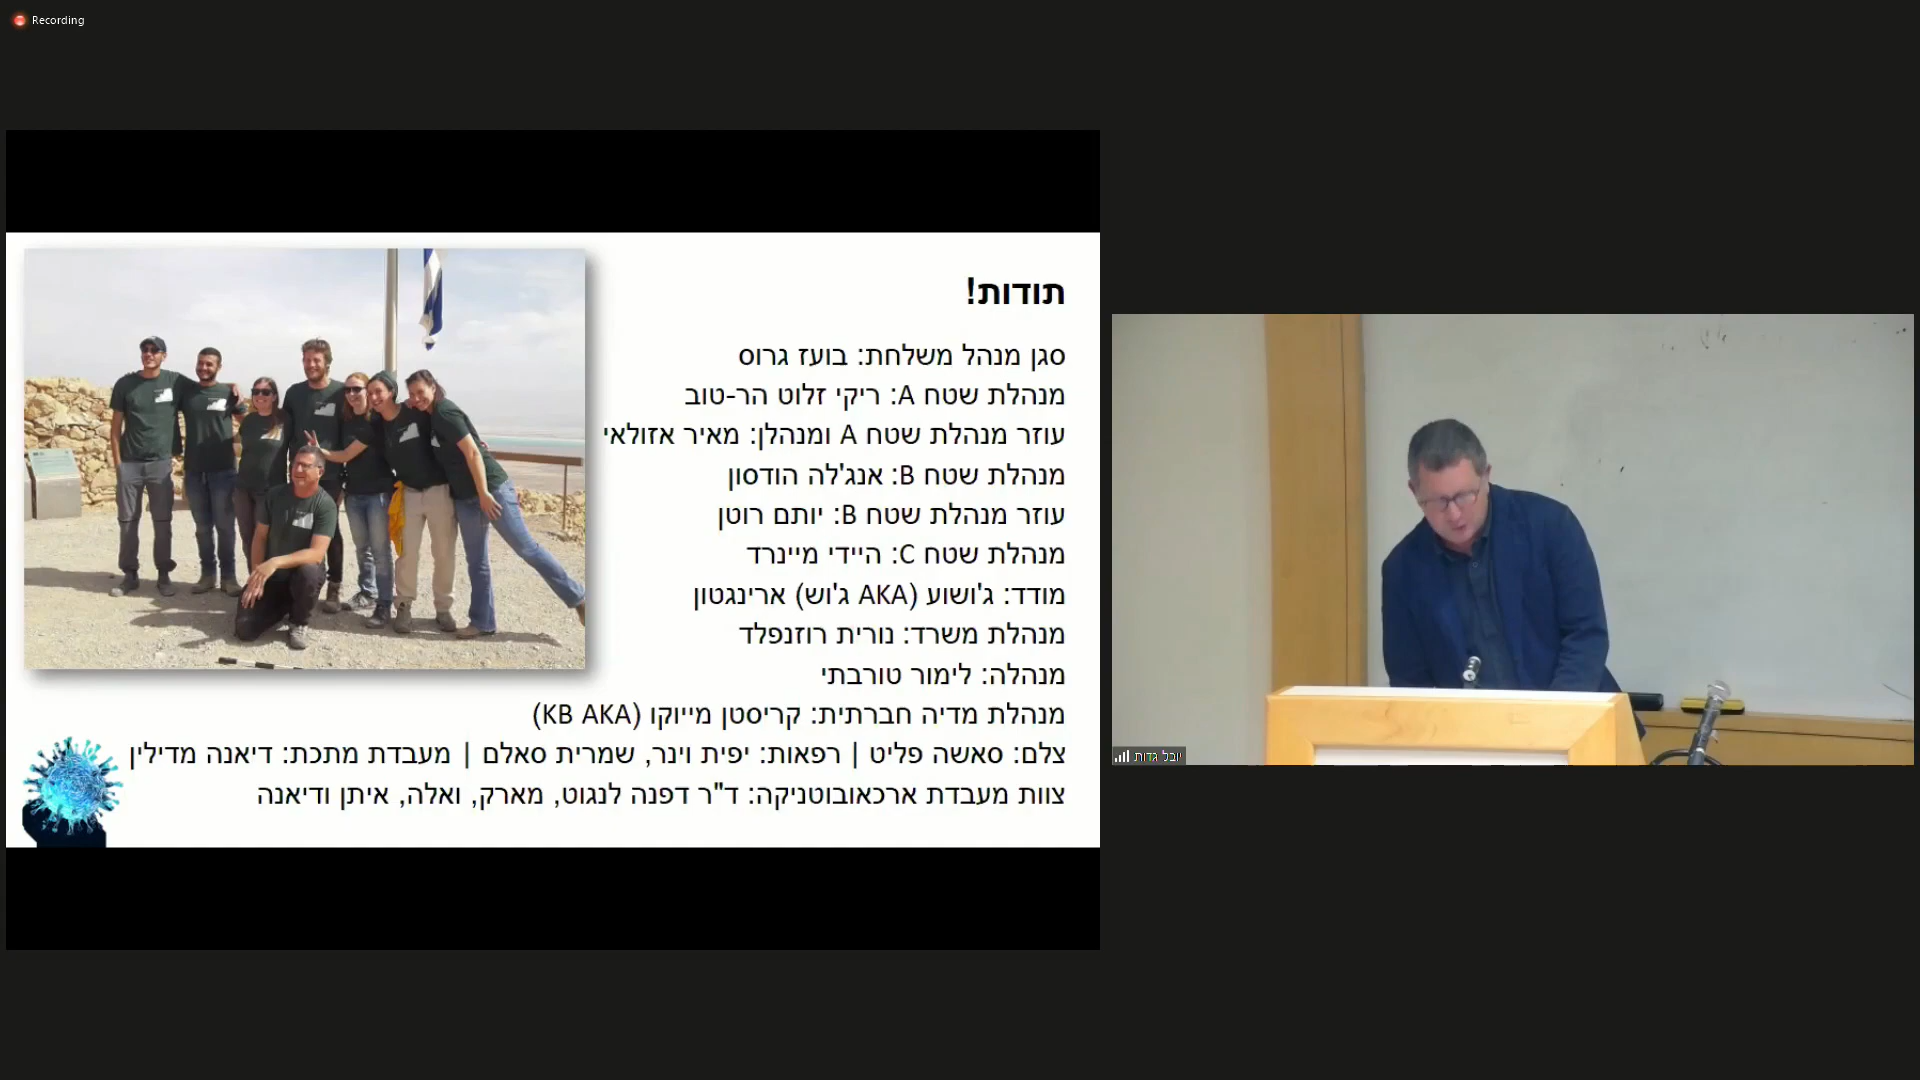 Recording
תודות!
סגן מנהל משלחת: בועז גרוס
מנהלת שטח A: ריקי זלוט הר-טוב
עוזר מנהלת שטח A ומנהלן: מאיר אזולאי
מנהלת שטח B: אנג'לה הודסון
עוזר מנהלת שטח B: יותם רוטן
מנהלת שטח C: היידי מיינרד
מודד: ג'ושוע (AKA ג'וש) ארינגטון
מנהלת משרד: נורית רוזנפלד
מנהלה: לימור טורבתי
מנהלת מדיה חברתית: קריסטן מייוקו (KB AKA)
צלם: סאשה פליט | רפאות: יפית וינר, שמרית סאלם | מעבדת מתכת: דיאנה מדילין
צוות מעבדת ארכאובוטניקה: ד"ר דפנה לנגוט, מארק, ואלה, איתן ודיאנה
יובל גדות